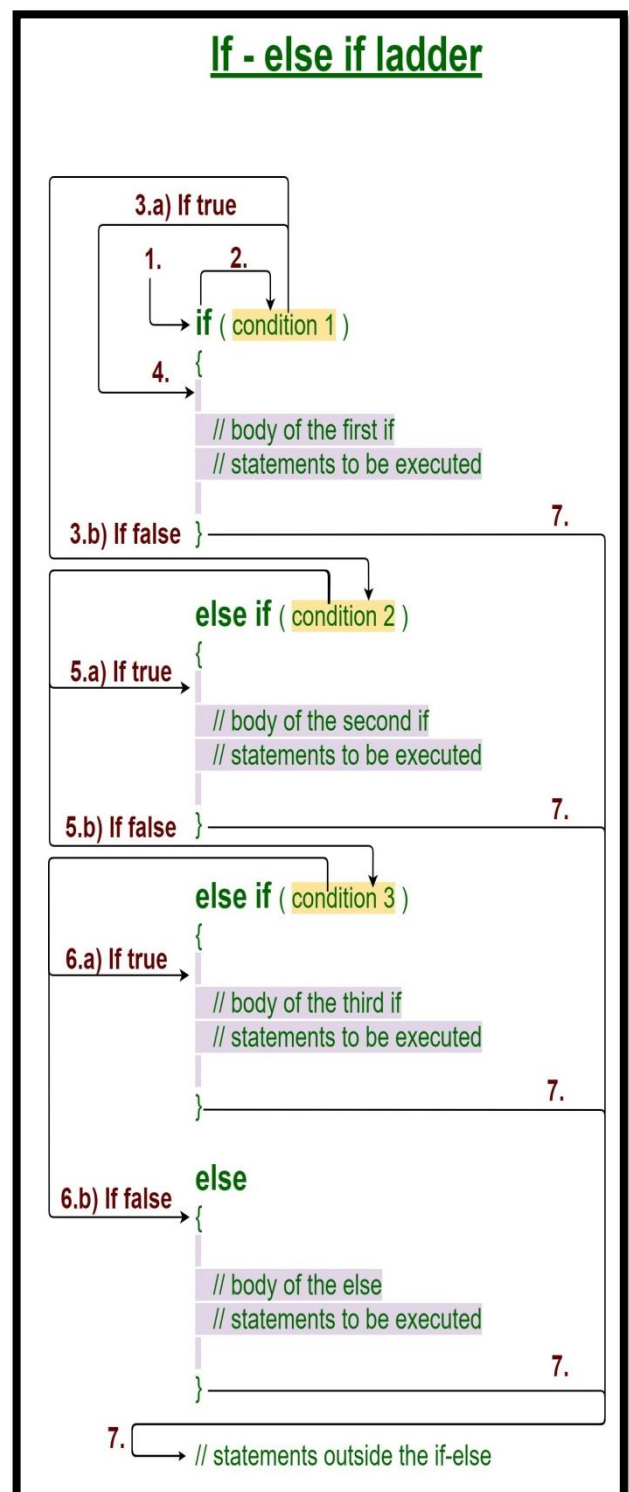 If - else if ladder
3.a) If true
1. 2.
if ( condition 1 )
{
4.
// body of the first if
// statements to be executed
7.
3.b) If false }
else if ( condition 2 )
{
5.a) If true
// body of the second if
// statements to be executed
7.
5.b) If false }
else if ( condition 3 )
{
6.a) If true
// body of the third if
// statements to be executed
7.
}
else
6.b) If false {
// body of the else
// statements to be executed
7.
}
7. // statements outside the if-else